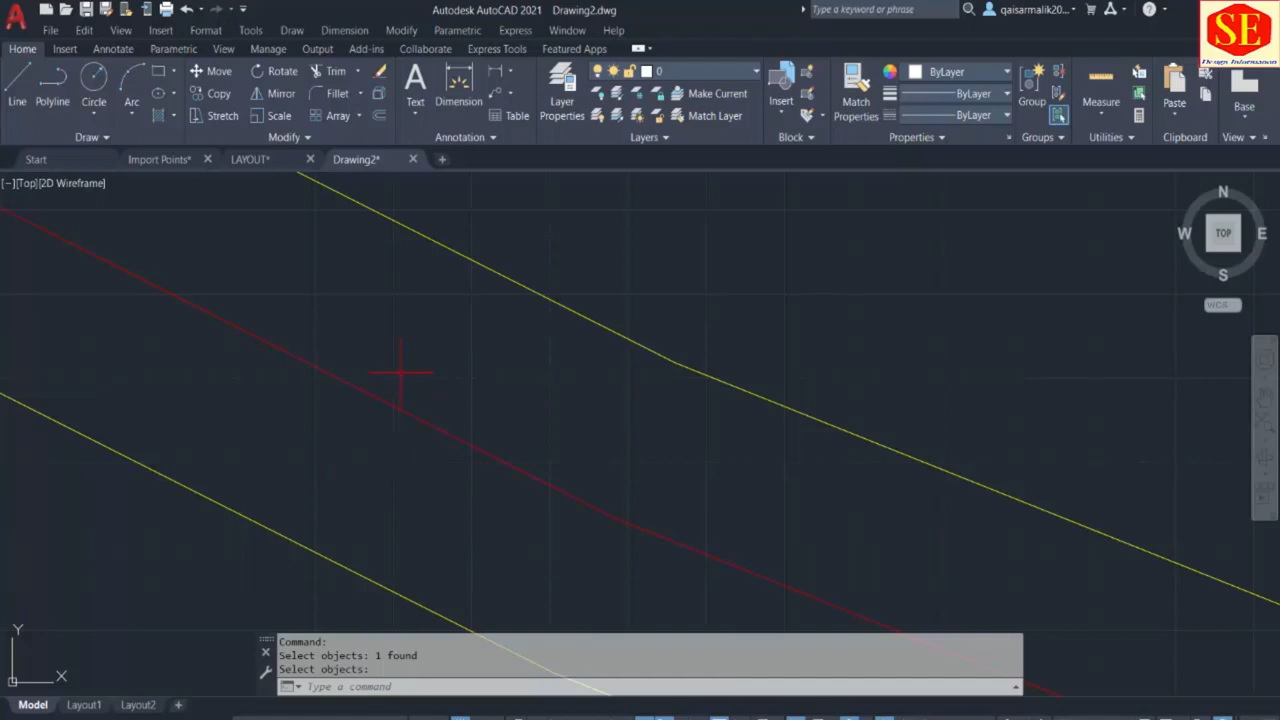 Autodesk AutoCAD 2021 Drawing2.dwg
Type a keyword or phrase
qaisarmalik20...
SE
Design Information
File Edit View Insert Format Tools Draw Dimension Modify Parametric Express Window Help
Home Insert Annotate Parametric View Manage Output Add-ins Collaborate Express Tools Featured Apps
Line Polyline Circle Arc
Move Rotate Trim
Copy Mirror Fillet
Stretch Scale Array
Text Dimension Table
Layer Properties
0
Make Current
Match Layer
Insert
Match Properties
ByLayer
ByLayer
ByLayer
Group
Measure
Paste
Base
Draw Modify Annotation Layers Block Properties Groups Utilities Clipboard View
Start Import Points* LAYOUT* Drawing2*
[−][Top][2D Wireframe]
N
W TOP E
S
WCS
Command:
Select objects: 1 found
Select objects:
Type a command
Y
X
Model Layout1 Layout2